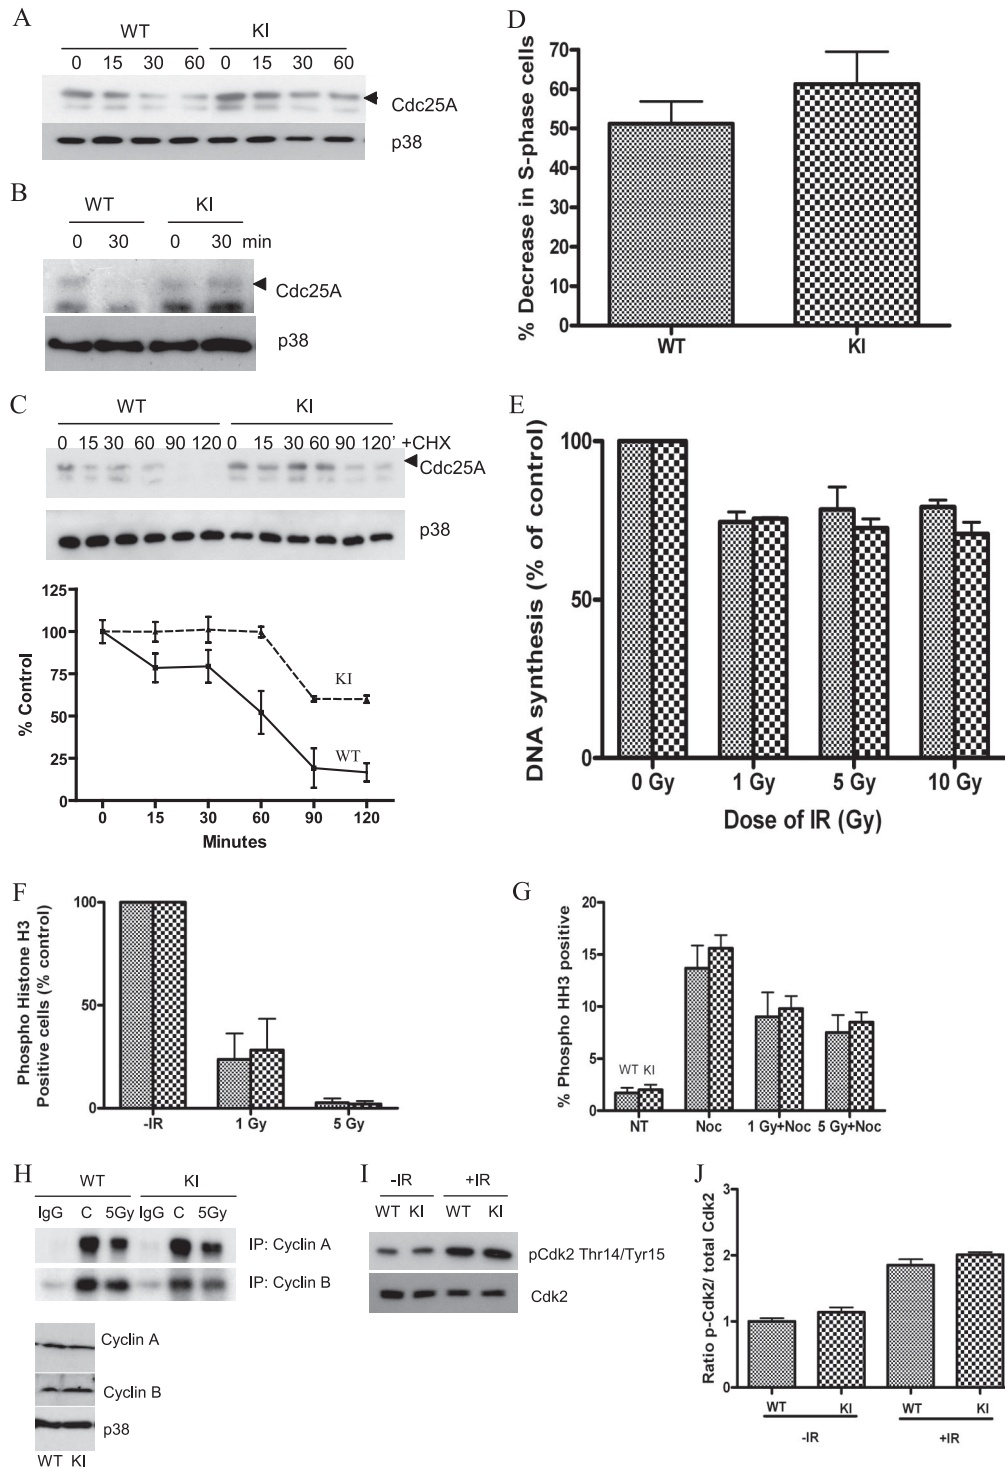 A
WT KI
0 15 30 60 0 15 30 60
Cdc25A
p38
B
WT KI
0 30 0 30 min
Cdc25A
p38
C
WT KI
0 15 30 60 90 120 0 15 30 60 90 120' +CHX
Cdc25A
p38
125
100
75
50
25
0
% Control
KI
WT
0 15 30 60 90 120
Minutes
D
% Decrease in S-phase cells
70
60
50
40
30
20
10
0
WT KI
E
DNA synthesis (% of control)
100
50
0
0 Gy 1 Gy 5 Gy 10 Gy
Dose of IR (Gy)
F
Phospho Histone H3
Positive cells (% control)
100
50
0
-IR 1 Gy 5 Gy
G
% Phospho HH3 positive
20
15
10
5
0
WT KI
NT Noc 1 Gy+Noc 5 Gy+Noc
H
WT KI
IgG C 5Gy IgG C 5Gy
IP: Cyclin A
IP: Cyclin B
Cyclin A
Cyclin B
p38
WT KI
I
-IR +IR
WT KI WT KI
pCdk2 Thr14/Tyr15
Cdk2
J
Ratio p-Cdk2/ total Cdk2
3
2
1
0
WT KI WT KI
-IR +IR